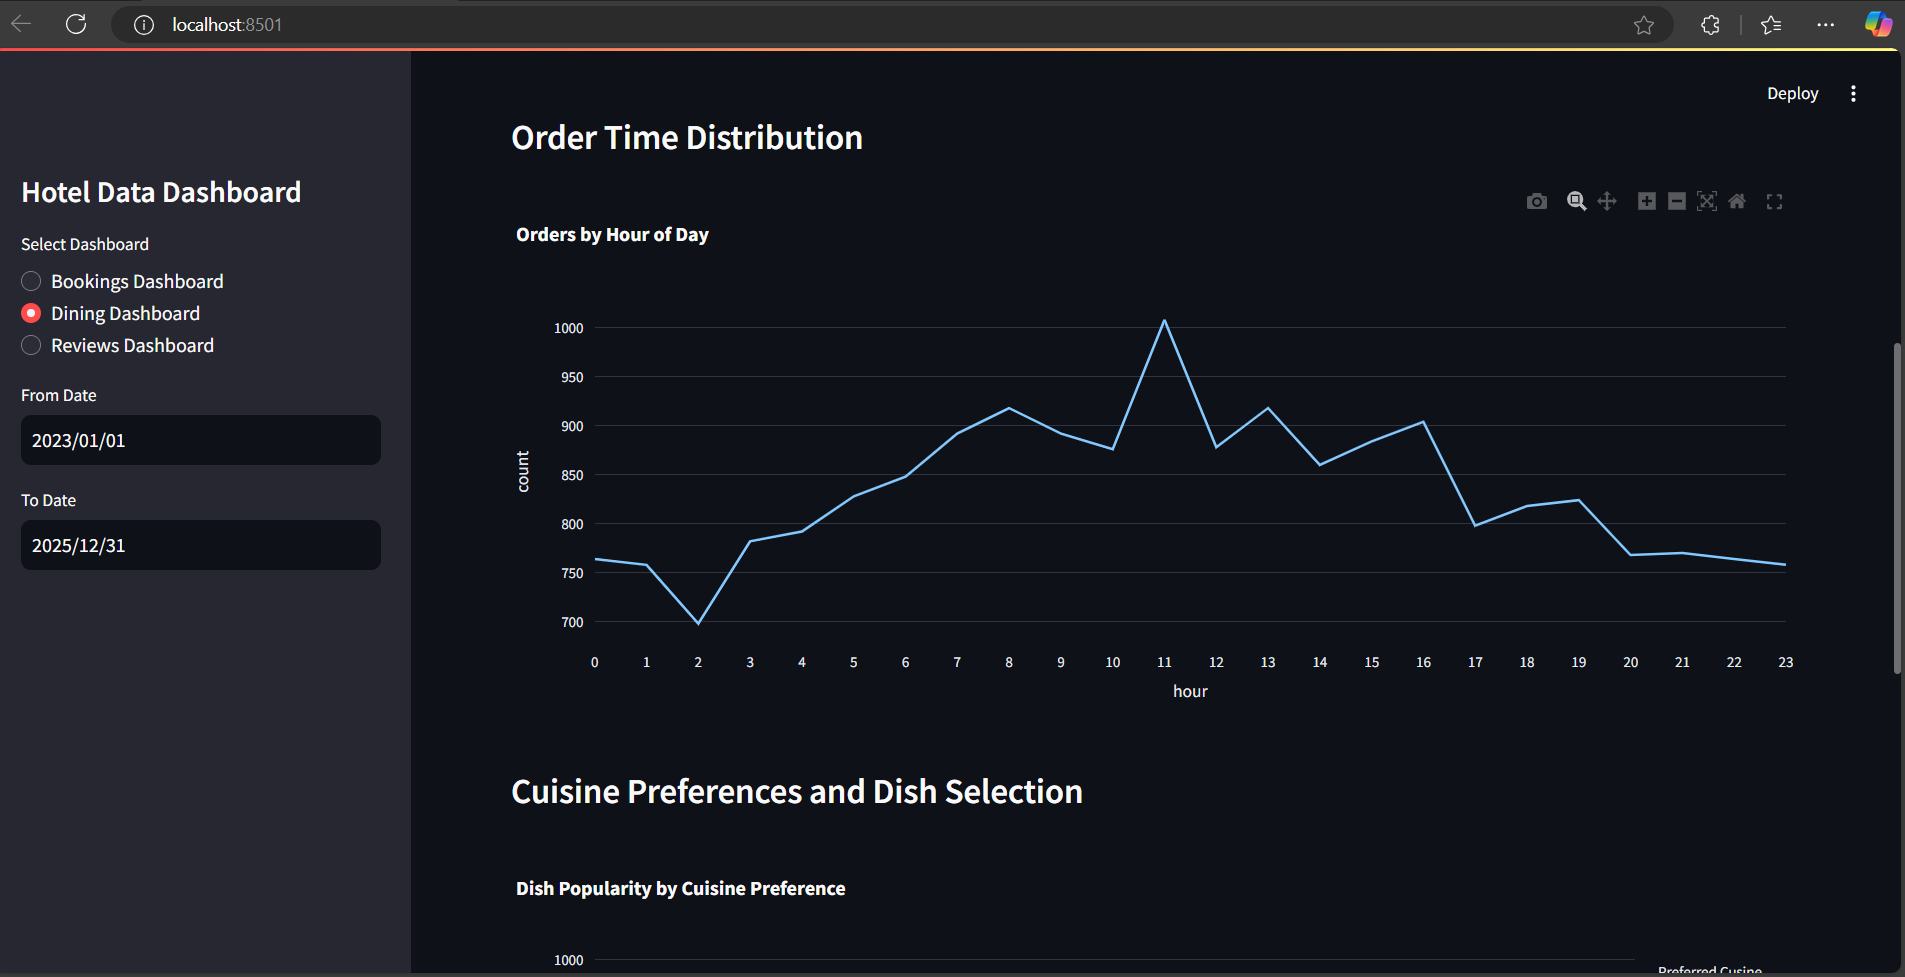 localhost:8501
Deploy
Hotel Data Dashboard
Select Dashboard
Bookings Dashboard
Dining Dashboard
Reviews Dashboard
From Date
2023/01/01
To Date
2025/12/31
Order Time Distribution
Orders by Hour of Day
1000
950
900
850
800
750
700
count
0 1 2 3 4 5 6 7 8 9 10 11 12 13 14 15 16 17 18 19 20 21 22 23
hour
Cuisine Preferences and Dish Selection
Dish Popularity by Cuisine Preference
1000
Preferred Cusine